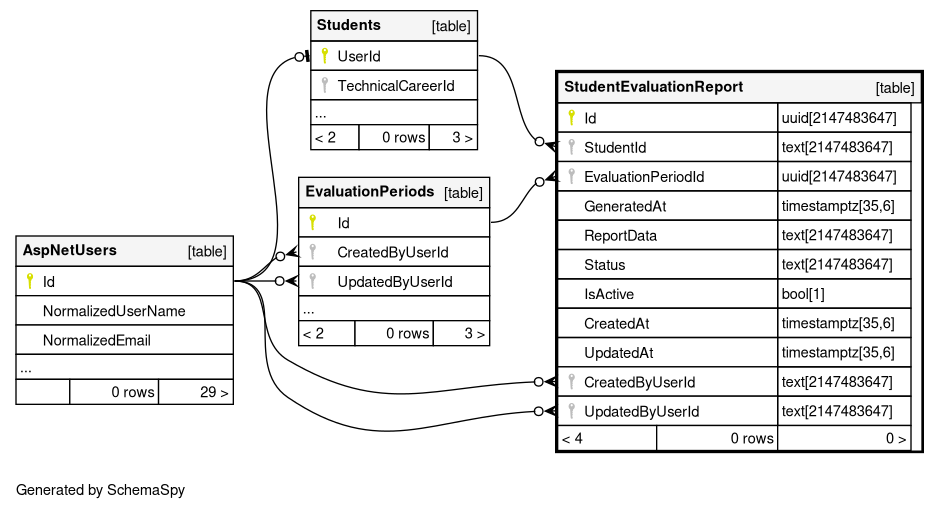 Students [table]
UserId
TechnicalCareerId
...
< 2 0 rows 3 >
StudentEvaluationReport [table]
Id uuid[2147483647]
StudentId text[2147483647]
EvaluationPeriodId uuid[2147483647]
GeneratedAt timestamptz[35,6]
ReportData text[2147483647]
Status text[2147483647]
IsActive bool[1]
CreatedAt timestamptz[35,6]
UpdatedAt timestamptz[35,6]
CreatedByUserId text[2147483647]
UpdatedByUserId text[2147483647]
< 4 0 rows 0 >
EvaluationPeriods [table]
Id
CreatedByUserId
UpdatedByUserId
...
< 2 0 rows 3 >
AspNetUsers [table]
Id
NormalizedUserName
NormalizedEmail
...
0 rows 29 >
Generated by SchemaSpy